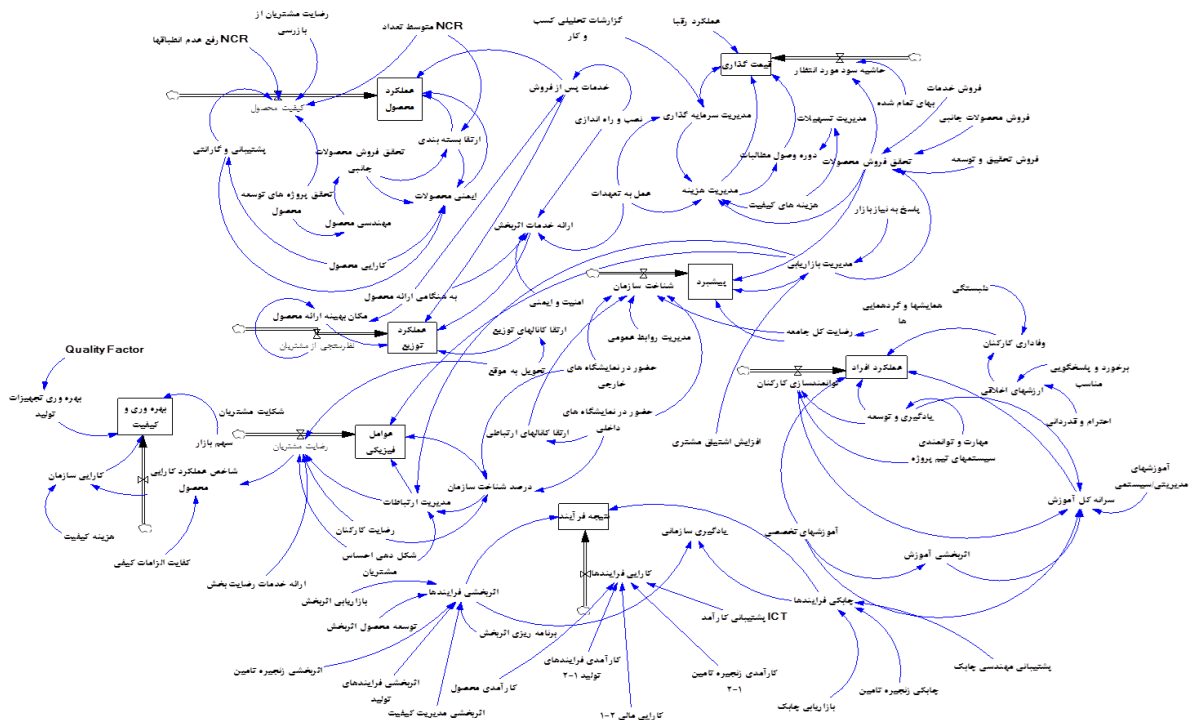 رضایت مشتریان از
بازرسی
NCR متوسط تعداد
NCR رفع عدم انطباقها
گزارشات تحلیلی کسب
و کار
عملکرد رقبا
قیمت گذاری
حاشیه سود مورد انتظار
بهای تمام شده
فروش خدمات
فروش محصولات جانبی
فروش تحقیق و توسعه
عملکرد
محصول
کیفیت محصول
خدمات پس از فروش
نصب و راه اندازی
مدیریت سرمایه گذاری
مدیریت تسهیلات
دوره وصول مطالبات
تحقق فروش محصولات
پشتیبانی و گارانتی
ارتقا بسته بندی
تحقق فروش محصولات
جانبی
ایمنی محصولات
تحقق پروژه های توسعه
محصول
مهندسی محصول
کارایی محصول
عمل به تعهدات
مدیریت هزینه
هزینه های کیفیت
پاسخ به نیاز بازار
ارائه خدمات اثربخش
مدیریت بازاریابی
پیشبرد
شناخت سازمان
امنیت و ایمنی
به هنگامی ارائه محصول
مکان بهینه ارائه محصول
نظرسنجی از مشتریان
عملکرد
توزیع
ارتقا کانالهای توزیع
مدیریت روابط عمومی
رضایت کل جامعه
همایشها و گردهمایی
ها
دلبستگی
وفاداری کارکنان
عملکرد افراد
توانمندسازی کارکنان
ارزشهای اخلاقی
برخورد و پاسخگویی
مناسب
احترام و قدردانی
یادگیری و توسعه
مهارت و توانمندی
سیستمهای تیم پروژه
Quality Factor
بهره وری تجهیزات
تولید
بهره وری و
کیفیت
تحویل به موقع
حضور در نمایشگاه های
خارجی
حضور در نمایشگاه های
داخلی
ارتقا کانالهای ارتباطی
افزایش اشتیاق مشتری
شکایت مشتریان
سهم بازار
رضایت مشتریان
عوامل
فیزیکی
شاخص عملکرد کارایی
محصول
کارایی سازمان
هزینه کیفیت
کفایت الزامات کیفی
درصد شناخت سازمان
مدیریت ارتباطات
رضایت کارکنان
شکل دهی احساس
مشتریان
ارائه خدمات رضایت بخش
آموزشهای
مدیریتی/سیستمی
سرانه کل آموزش
آموزشهای تخصصی
اثربخشی آموزش
نتیجه فرآیند
یادگیری سازمانی
کارایی فرایندها
اثربخشی فرایندها
چابکی فرایندها
بازاریابی اثربخش
توسعه محصول اثربخش
برنامه ریزی اثربخش
اثربخشی زنجیره تامین
اثربخشی فرایندهای
تولید
اثربخشی مدیریت کیفیت
کارآمدی محصول
کارآمدی فرایندهای
تولید ۱-۲
کارایی مالی ۲-۱
کارآمدی زنجیره تامین
۲-۱
ICT پشتیبانی کارآمد
بازاریابی چابک
چابکی زنجیره تامین
پشتیبانی مهندسی چابک